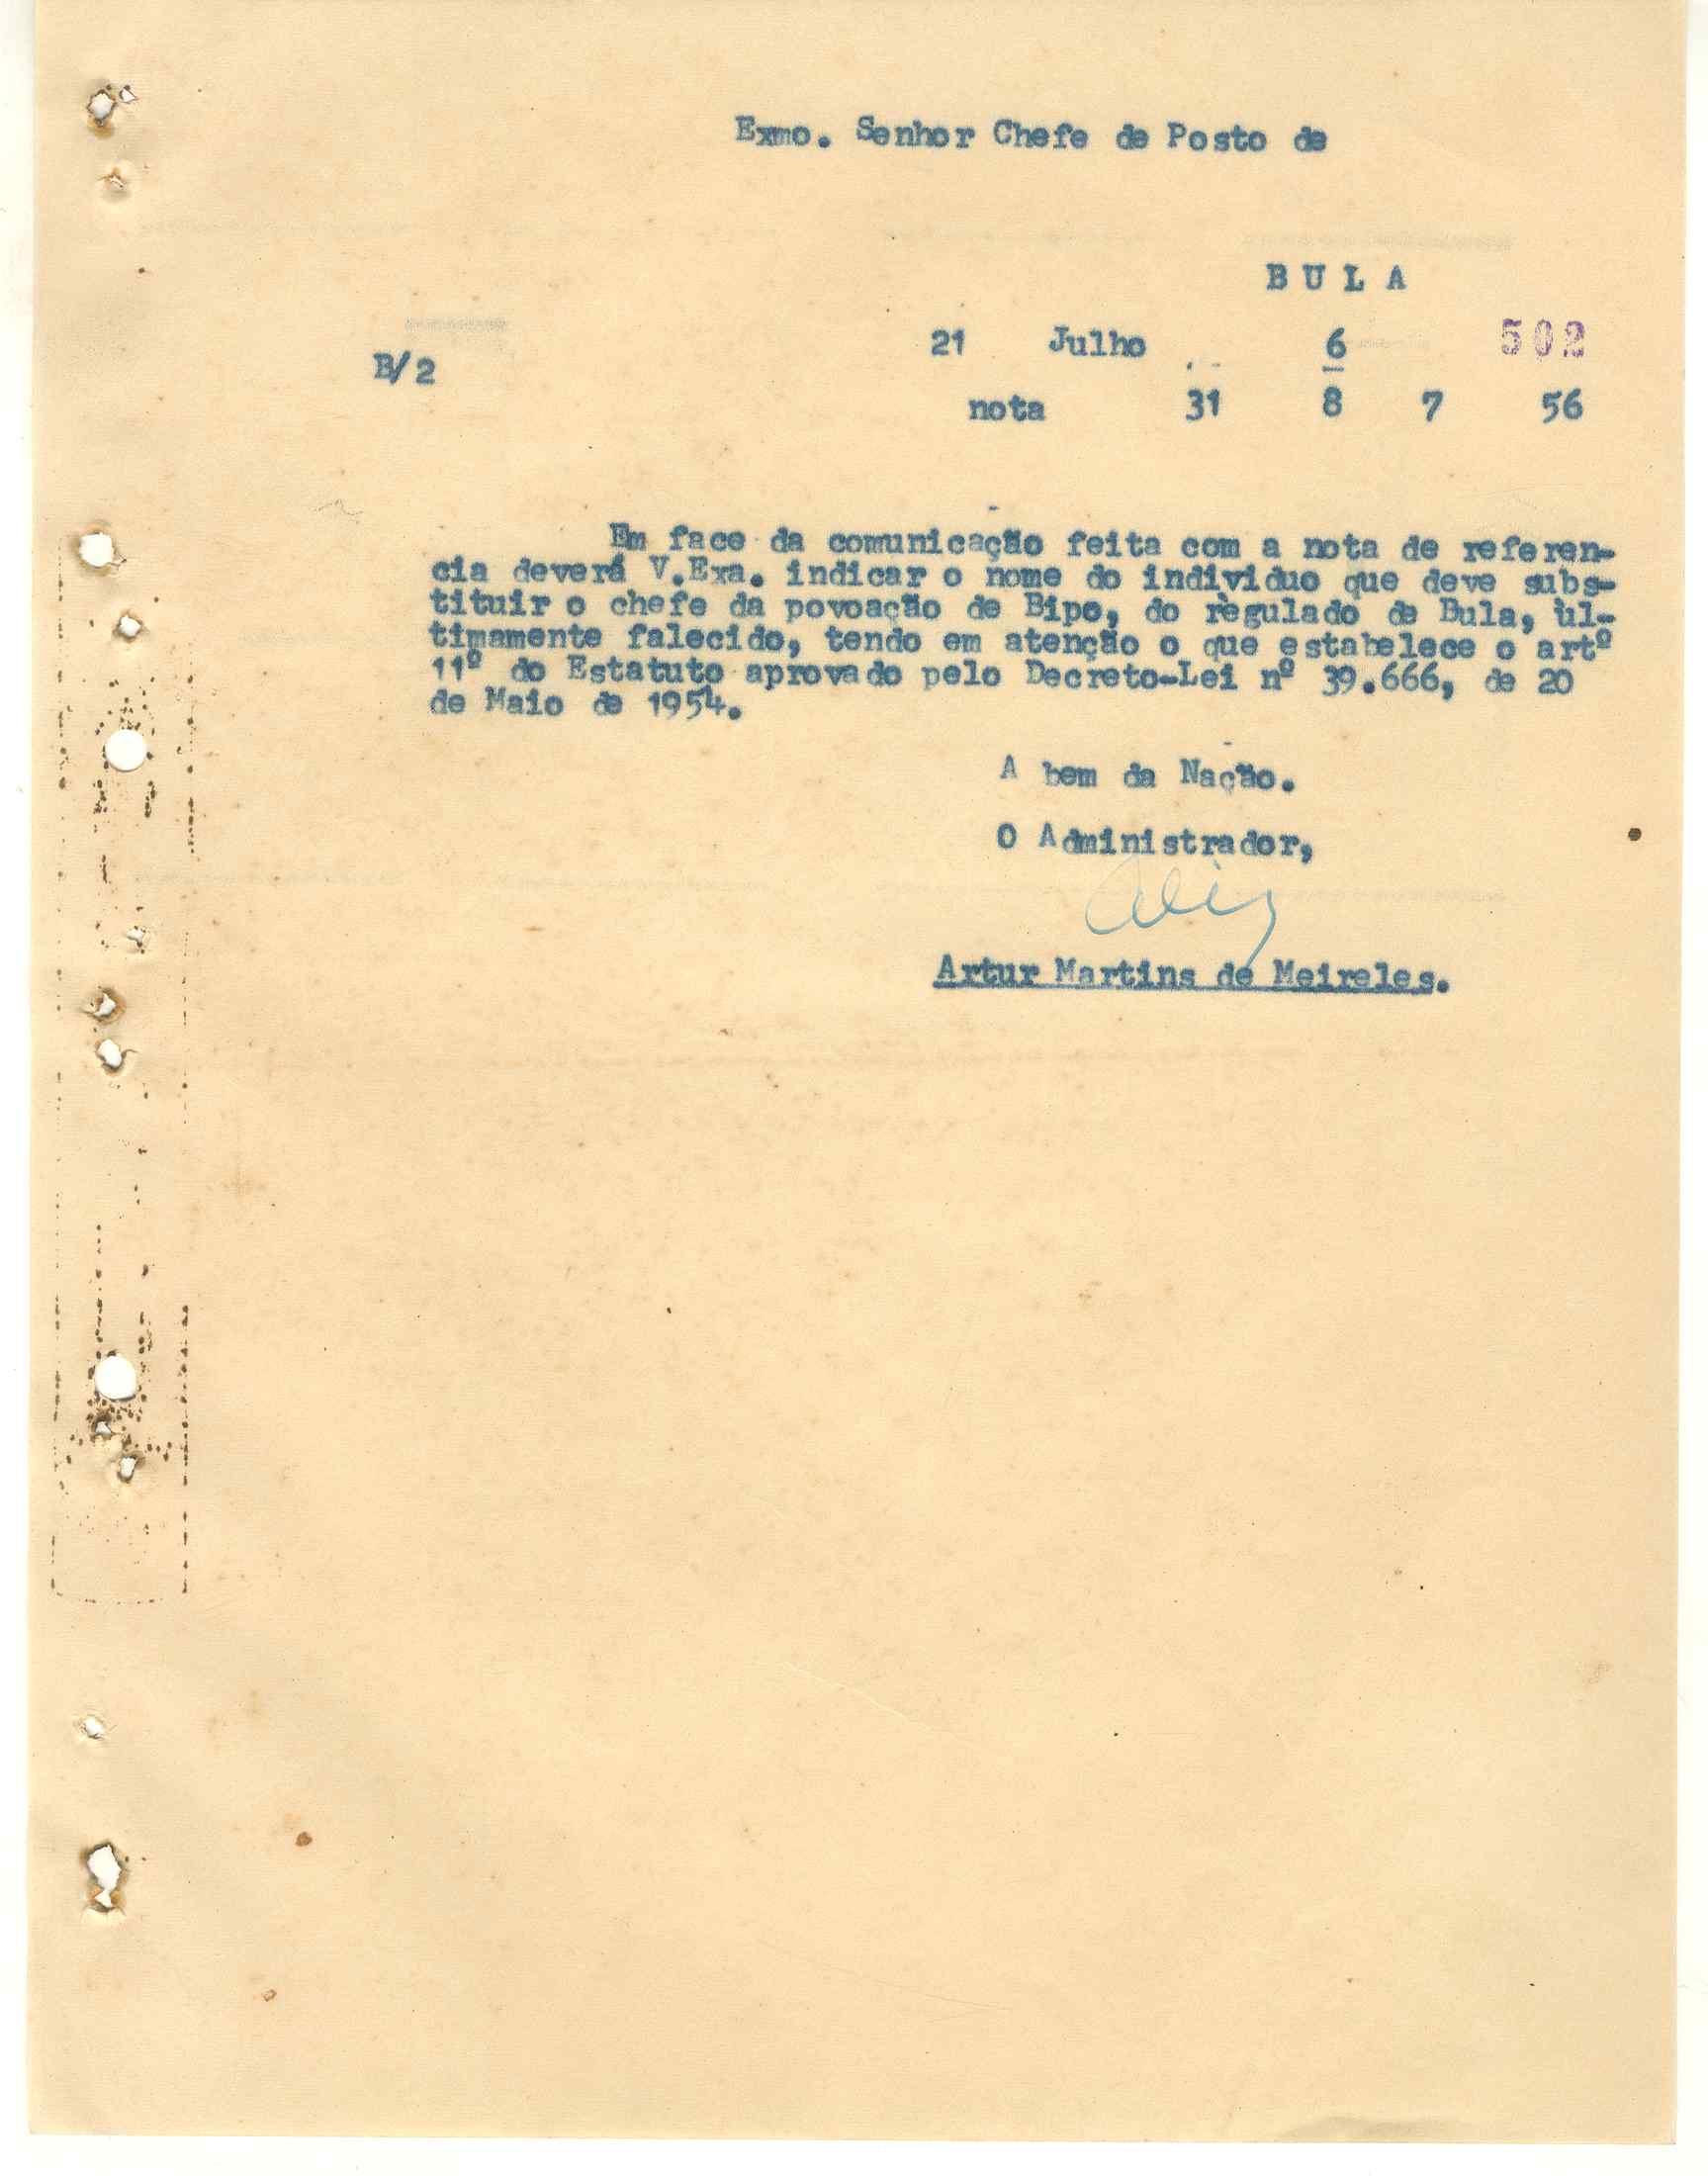 Exmo. Senhor Chefe de Posto de
B U L A
21 Julho 6 502
B/2
nota 31 8 7 56
Em face da comunicação feita com a nota de referen-
cia deverá V.Exa. indicar o nome do individuo que deve subs-
tituir o chefe da povoação de Bipo, do règulado de Bula, ùl-
timamente falecido, tendo em atenção o que estabelece o artº
11º do Estatuto aprovado pelo Decreto-Lei nº 39.666, de 20
de Maio de 1954.
A bem da Nação.
O Administrador,
Artur Martins de Meireles.